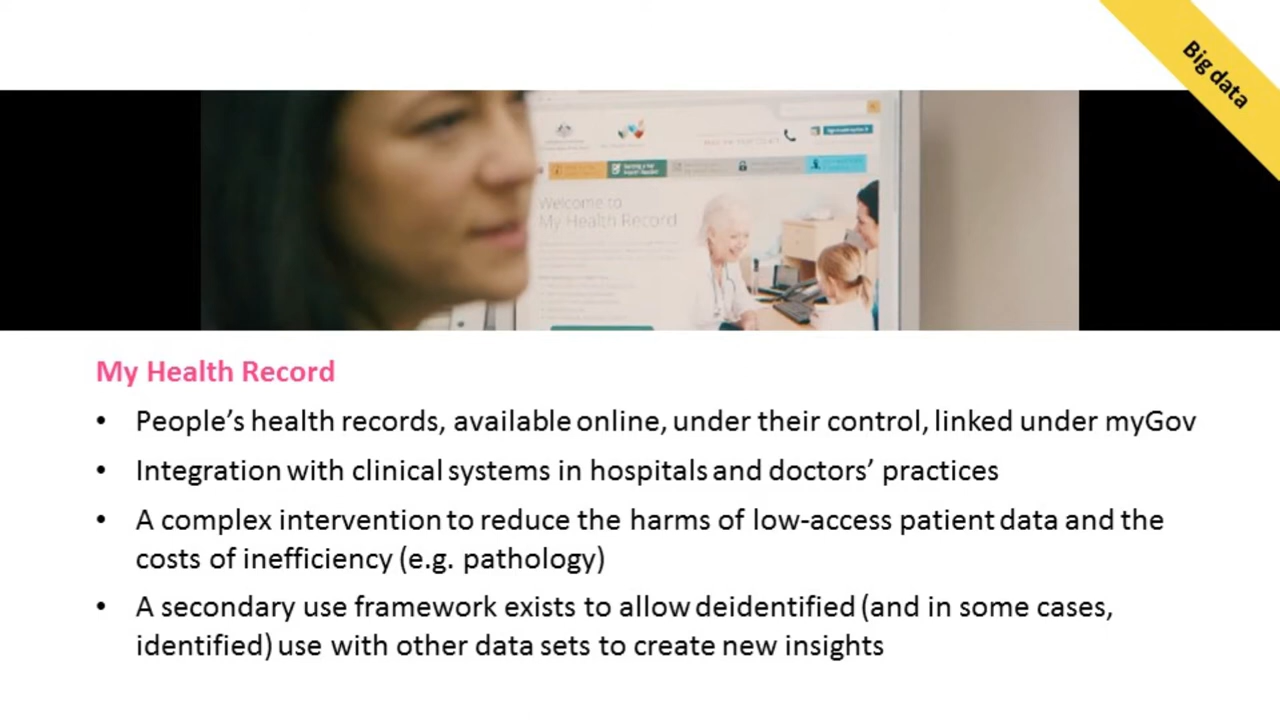 Big data
Welcome to
My Health Record
My Health Record
• People's health records, available online, under their control, linked under myGov
• Integration with clinical systems in hospitals and doctors' practices
• A complex intervention to reduce the harms of low-access patient data and the
costs of inefficiency (e.g. pathology)
• A secondary use framework exists to allow deidentified (and in some cases,
identified) use with other data sets to create new insights